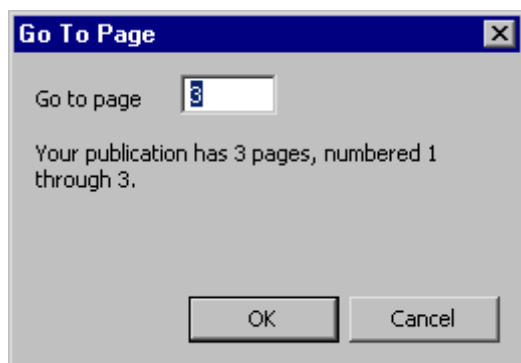 Go To Page
Go to page 3
Your publication has 3 pages, numbered 1
through 3.
OK Cancel